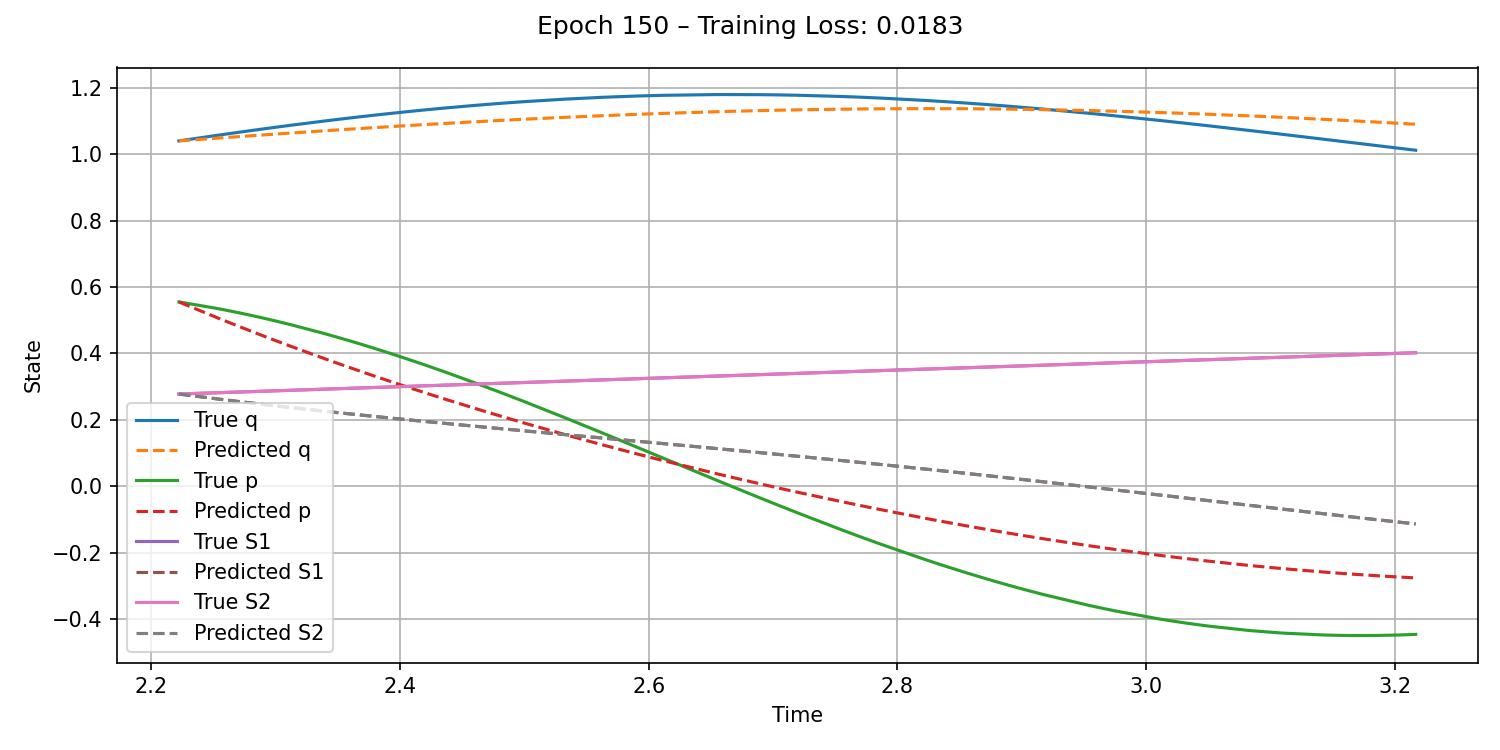 Epoch 150 – Training Loss: 0.0183
1.2
1.0
0.8
0.6
0.4
0.2
0.0
−0.2
−0.4
State
True q
Predicted q
True p
Predicted p
True S1
Predicted S1
True S2
Predicted S2
2.2 2.4 2.6 2.8 3.0 3.2
Time